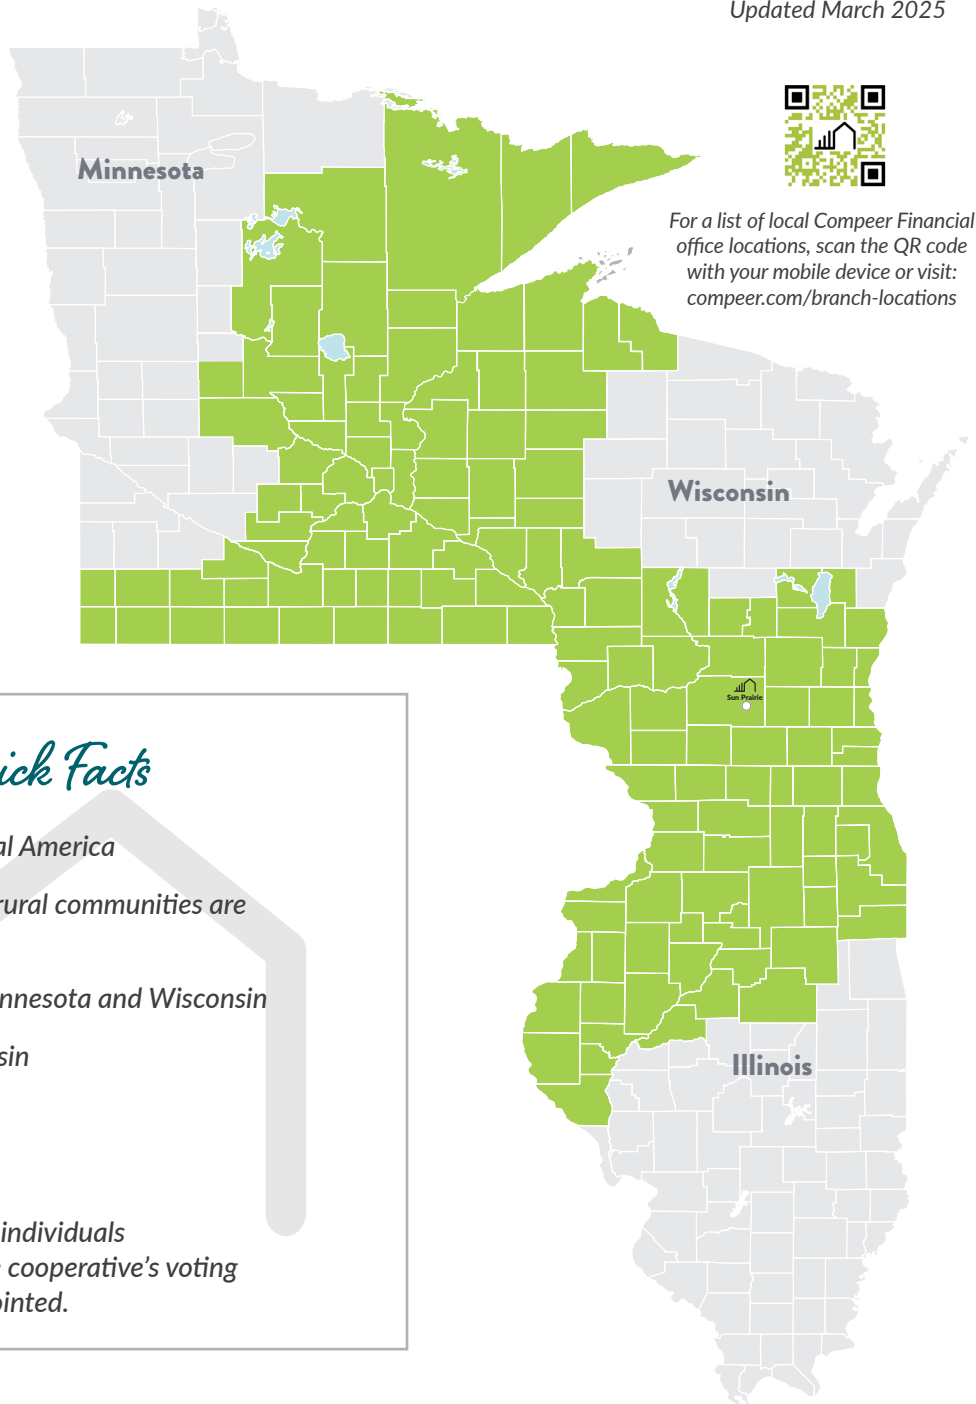 Updated March 2025
Minnesota
For a list of local Compeer Financial
office locations, scan the QR code
with your mobile device or visit:
compeer.com/branch-locations
Wisconsin
Sun Prairie
ick Facts
al America
rural communities are
nnesota and Wisconsin
sin
individuals
cooperative's voting
ointed.
Illinois